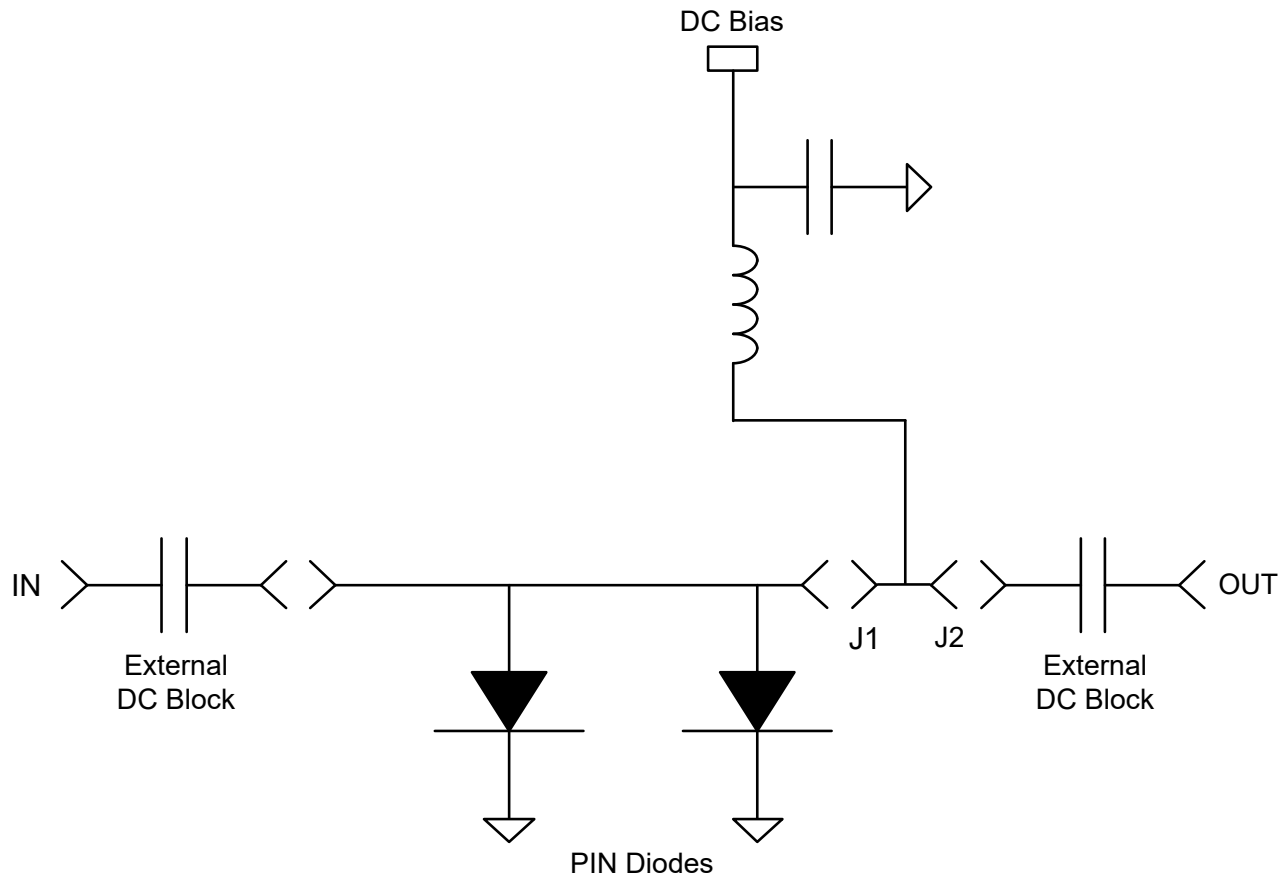 DC Bias
IN
OUT
J1
J2
External
DC Block
External
DC Block
PIN Diodes